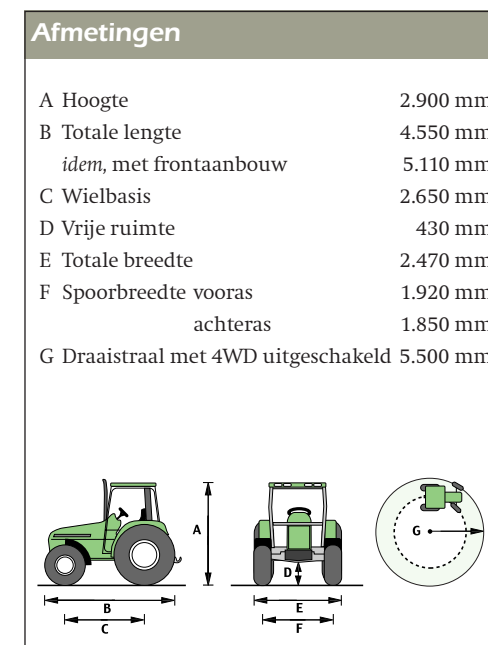 Afmetingen
A Hoogte 2.900 mm
B Totale lengte 4.550 mm
idem, met frontaanbouw 5.110 mm
C Wielbasis 2.650 mm
D Vrije ruimte 430 mm
E Totale breedte 2.470 mm
F Spoorbreedte vooras 1.920 mm
achteras 1.850 mm
G Draaistraal met 4WD uitgeschakeld 5.500 mm
A
G
D
B
E
C
F